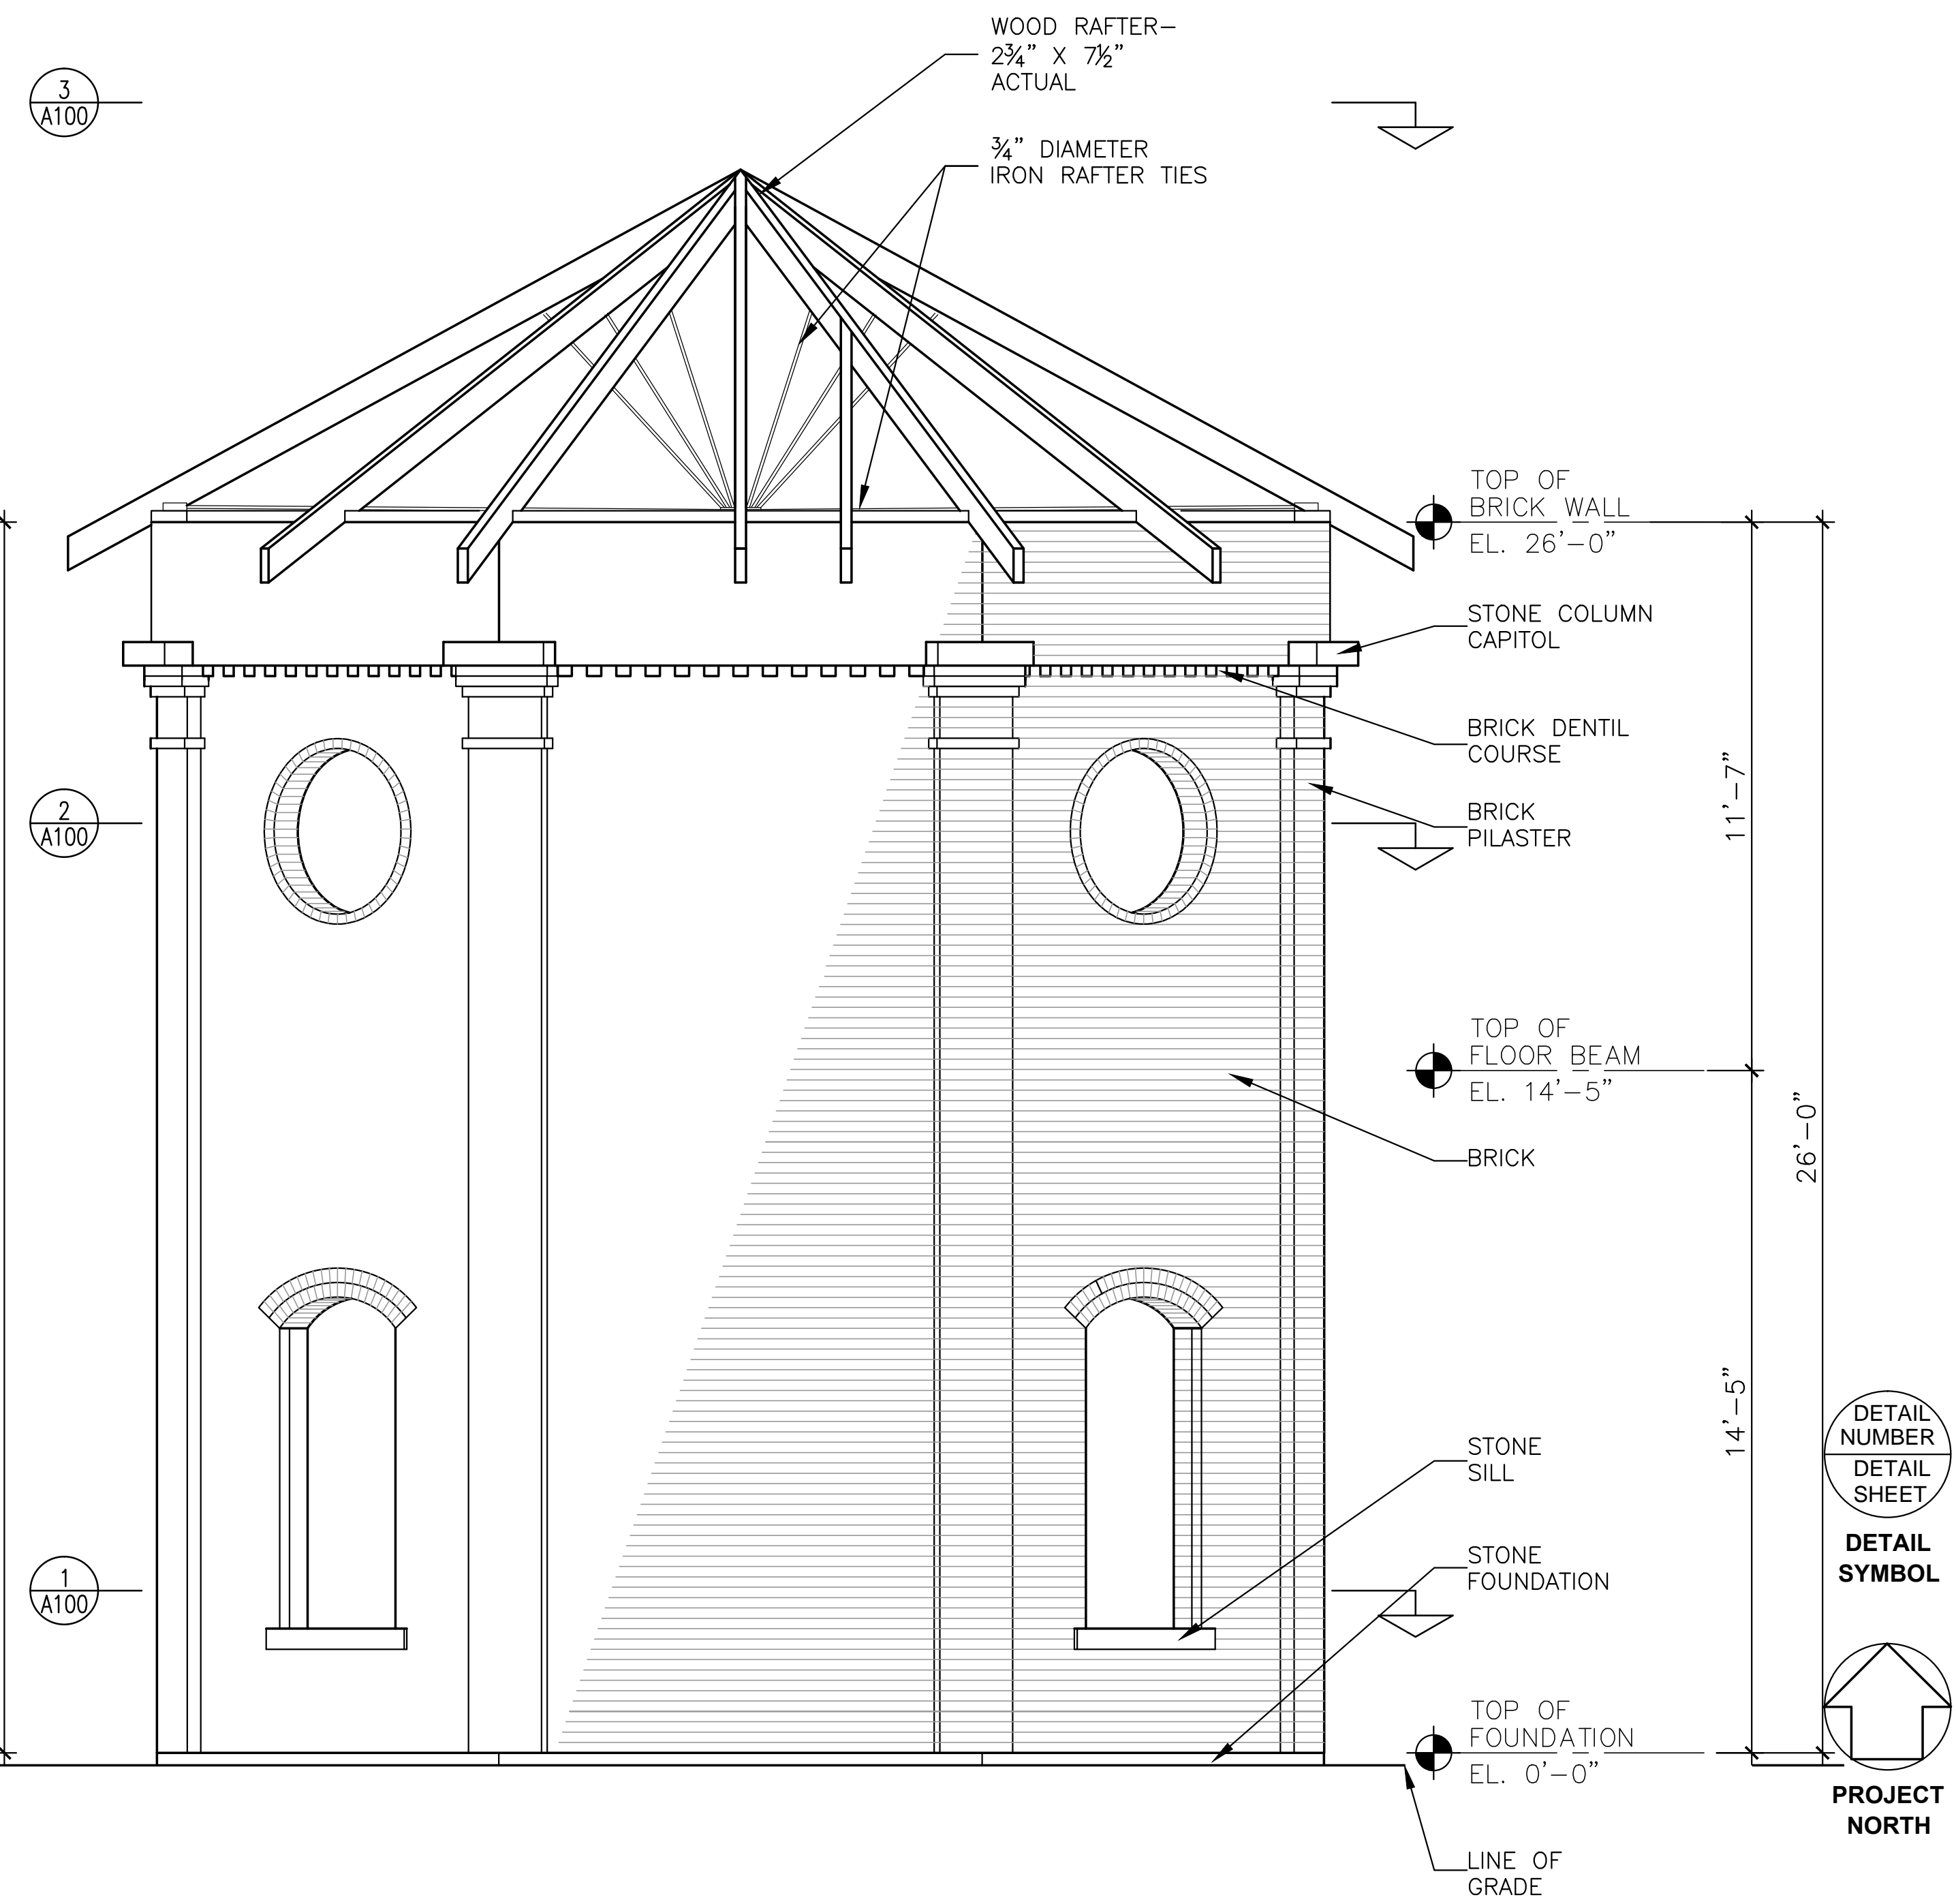 WOOD RAFTER–
2¾” X 7½”
ACTUAL
3
A100
¾” DIAMETER
IRON RAFTER TIES
TOP OF
BRICK WALL
EL. 26’–0”
STONE COLUMN
CAPITOL
BRICK DENTIL
COURSE
11’–7”
2
A100
BRICK
PILASTER
TOP OF
FLOOR BEAM
EL. 14’–5”
26’–0”
BRICK
14’–5”
DETAIL
NUMBER
DETAIL
SHEET
DETAIL
SYMBOL
STONE
SILL
STONE
FOUNDATION
1
A100
TOP OF
FOUNDATION
EL. 0’–0”
PROJECT
NORTH
LINE OF
GRADE